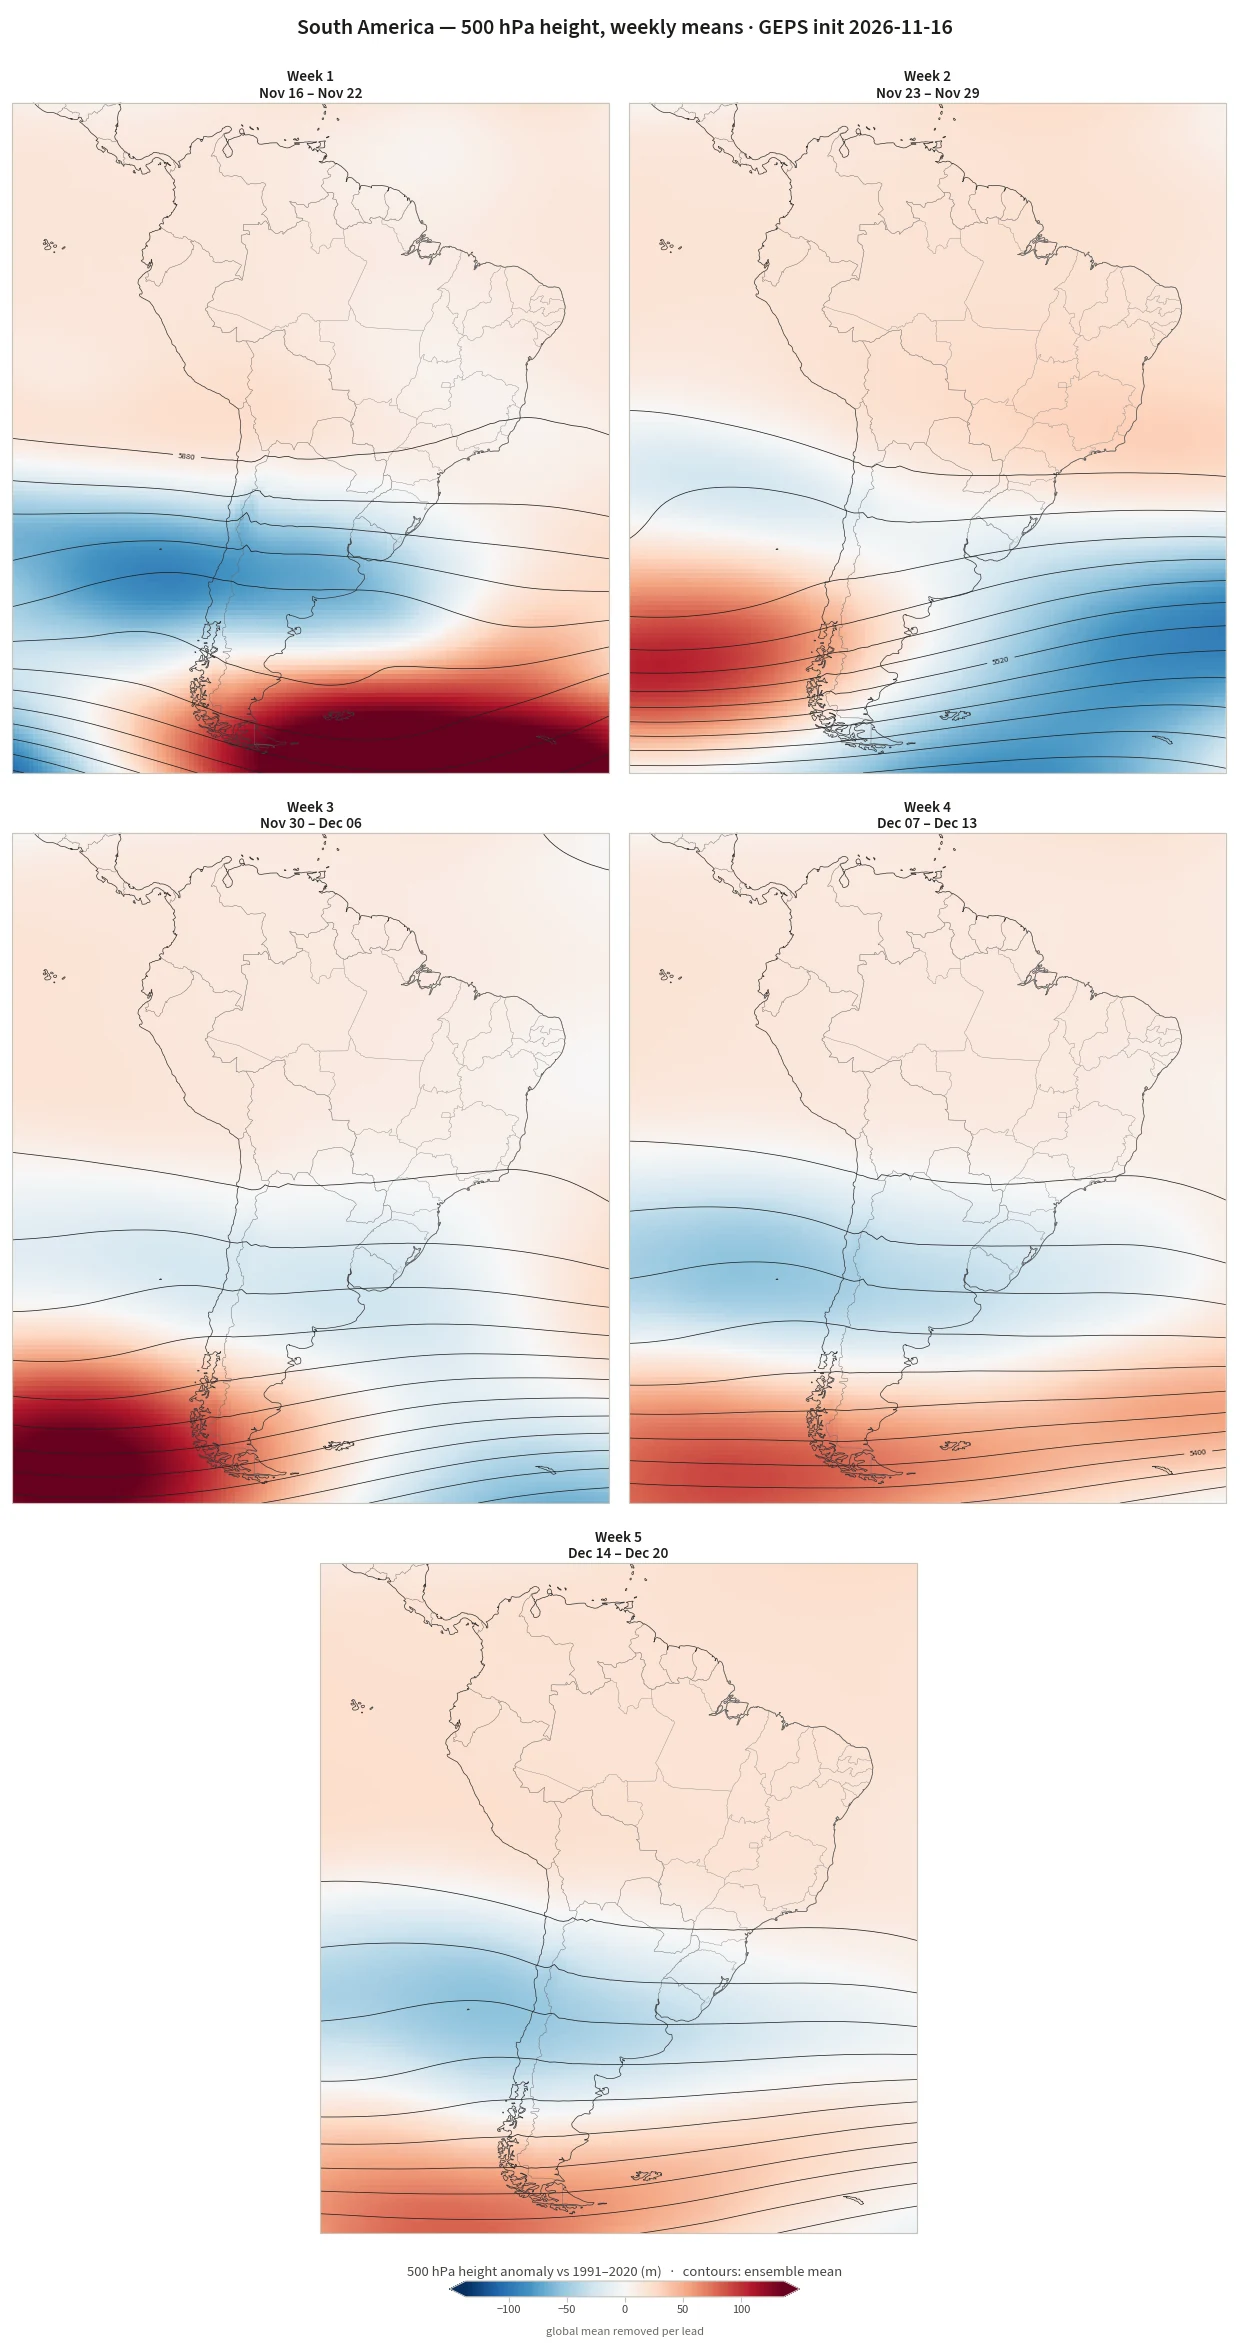 South America — 500 hPa height, weekly means · GEPS init 2026-11-16
Week 1
Nov 16 – Nov 22
Week 2
Nov 23 – Nov 29
5880
5520
Week 3
Nov 30 – Dec 06
Week 4
Dec 07 – Dec 13
5400
Week 5
Dec 14 – Dec 20
500 hPa height anomaly vs 1991–2020 (m) · contours: ensemble mean
−100 −50 0 50 100
global mean removed per lead